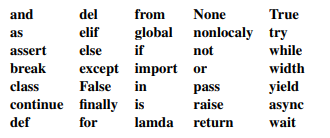 and del from None True
as elif global nonlocaly try
assert else if not while
break except import or width
class False in pass yield
continue finally is raise async
def for lamda return wait